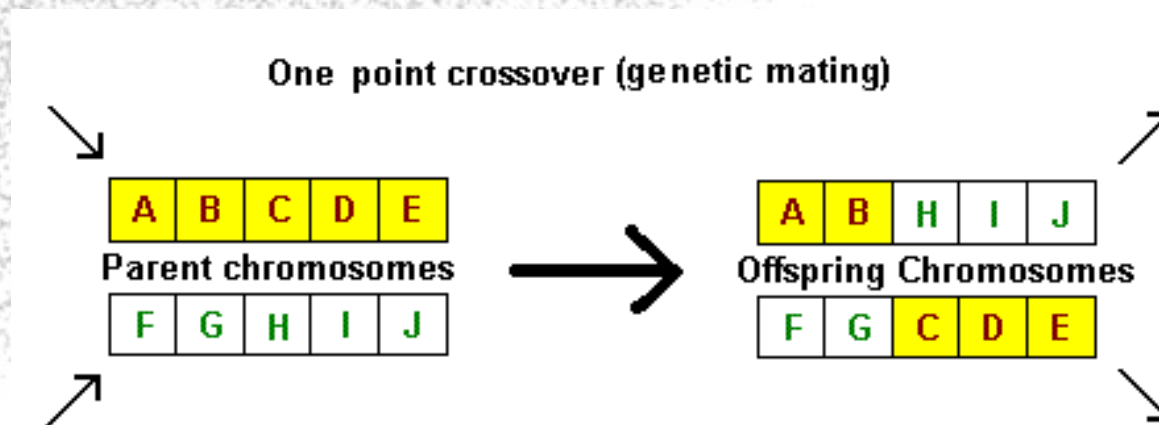 One point crossover (genetic mating)
A B C D E
Parent chromosomes
F G H I J
A B H I J
Offspring Chromosomes
F G C D E